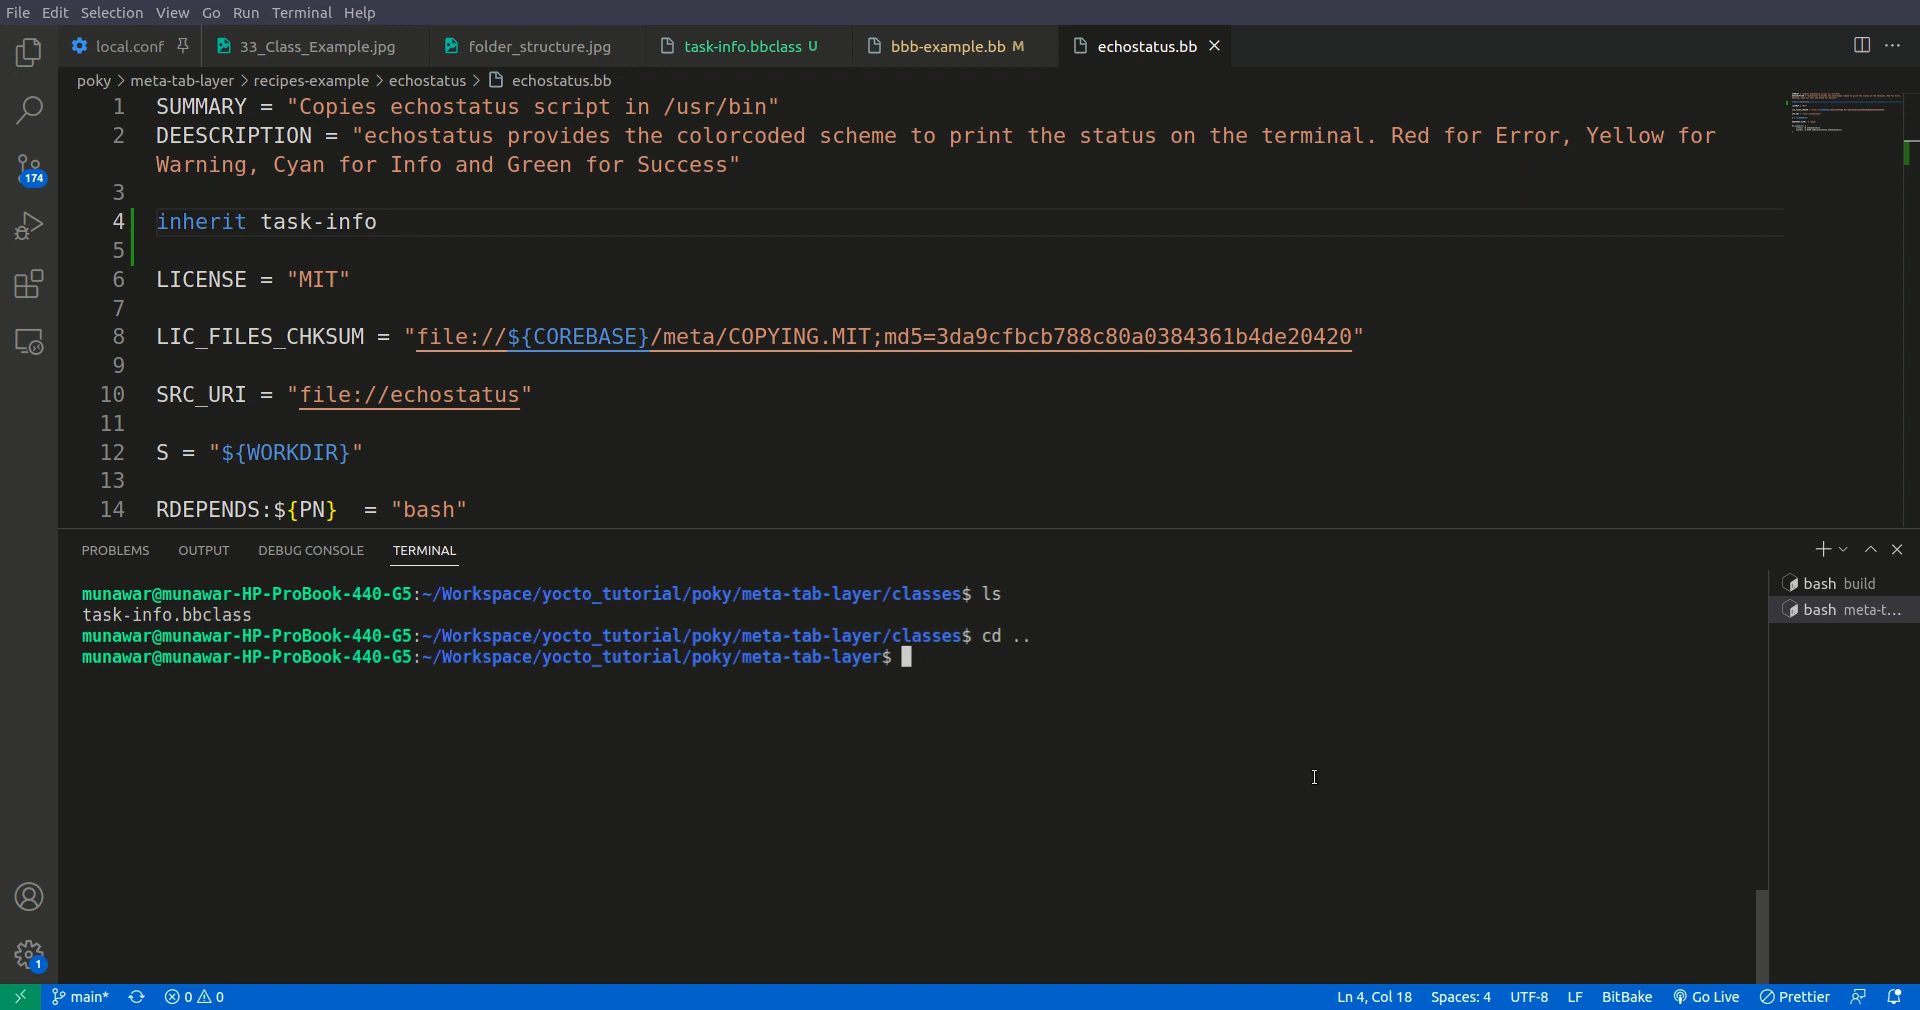 File Edit Selection View Go Run Terminal Help
local.conf 33_Class_Example.jpg folder_structure.jpg task-info.bbclass U bbb-example.bb M echostatus.bb
poky > meta-tab-layer > recipes-example > echostatus > echostatus.bb
1 SUMMARY = "Copies echostatus script in /usr/bin"
2 DEESCRIPTION = "echostatus provides the colorcoded scheme to print the status on the terminal. Red for Error, Yellow for
Warning, Cyan for Info and Green for Success"
3
4 inherit task-info
5
6 LICENSE = "MIT"
7
8 LIC_FILES_CHKSUM = "file://${COREBASE}/meta/COPYING.MIT;md5=3da9cfbcb788c80a0384361b4de20420"
9
10 SRC_URI = "file://echostatus"
11
12 S = "${WORKDIR}"
13
14 RDEPENDS:${PN}  = "bash"
174
PROBLEMS OUTPUT DEBUG CONSOLE TERMINAL
munawar@munawar-HP-ProBook-440-G5:~/Workspace/yocto_tutorial/poky/meta-tab-layer/classes$ ls
task-info.bbclass
munawar@munawar-HP-ProBook-440-G5:~/Workspace/yocto_tutorial/poky/meta-tab-layer/classes$ cd ..
munawar@munawar-HP-ProBook-440-G5:~/Workspace/yocto_tutorial/poky/meta-tab-layer$
bash build
bash meta-t...
1
main* 0 0 Ln 4, Col 18 Spaces: 4 UTF-8 LF BitBake Go Live Prettier